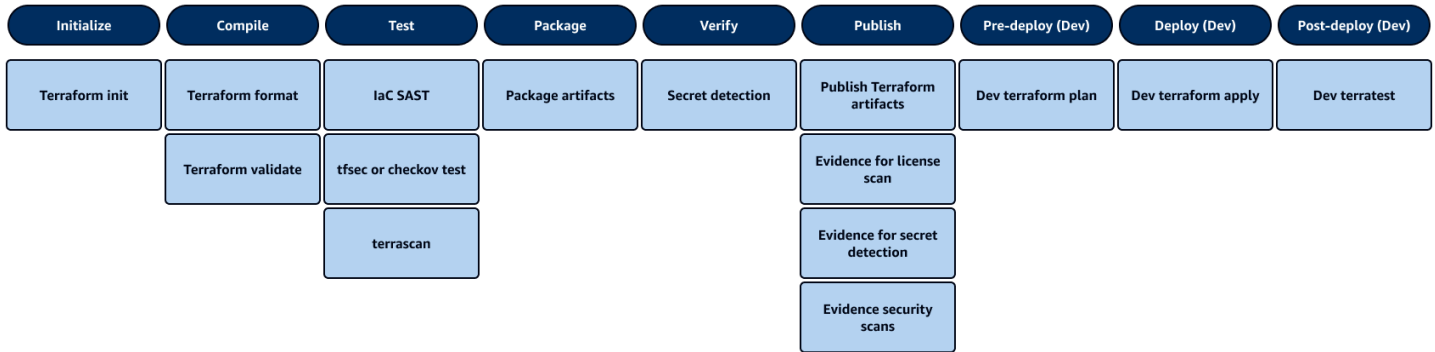 Initialize
Compile
Test
Package
Verify
Publish
Pre-deploy (Dev)
Deploy (Dev)
Post-deploy (Dev)
Terraform init
Terraform format
IaC SAST
Package artifacts
Secret detection
Publish Terraform
artifacts
Dev terraform plan
Dev terraform apply
Dev terratest
Terraform validate
tfsec or checkov test
Evidence for license
scan
terrascan
Evidence for secret
detection
Evidence security
scans